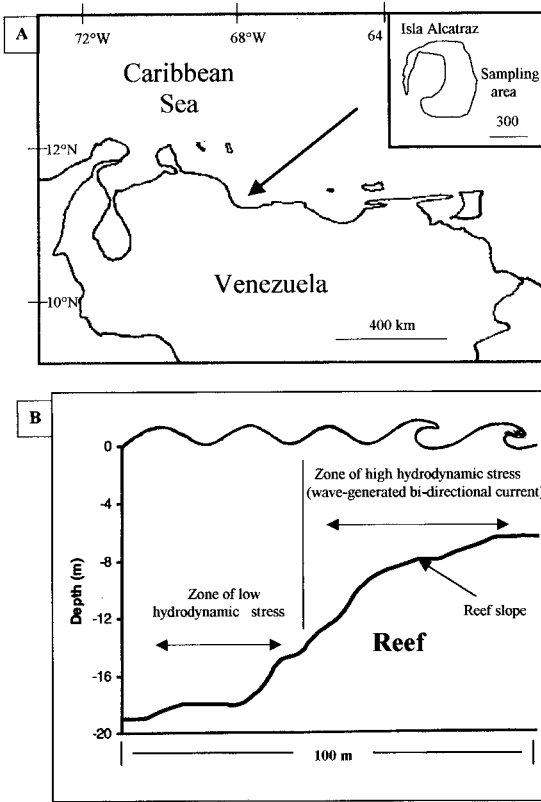 A
72°W
68°W
64
Isla Alcatraz
Sampling
area
300
Caribbean
Sea
12°N
Venezuela
10°N
400 km
B
0
-4
-8
-12
-16
-20
Depth (m)
Zone of high hydrodynamic stress
(wave-generated bi-directional current)
Zone of low
hydrodynamic stress
Reef slope
Reef
100 m